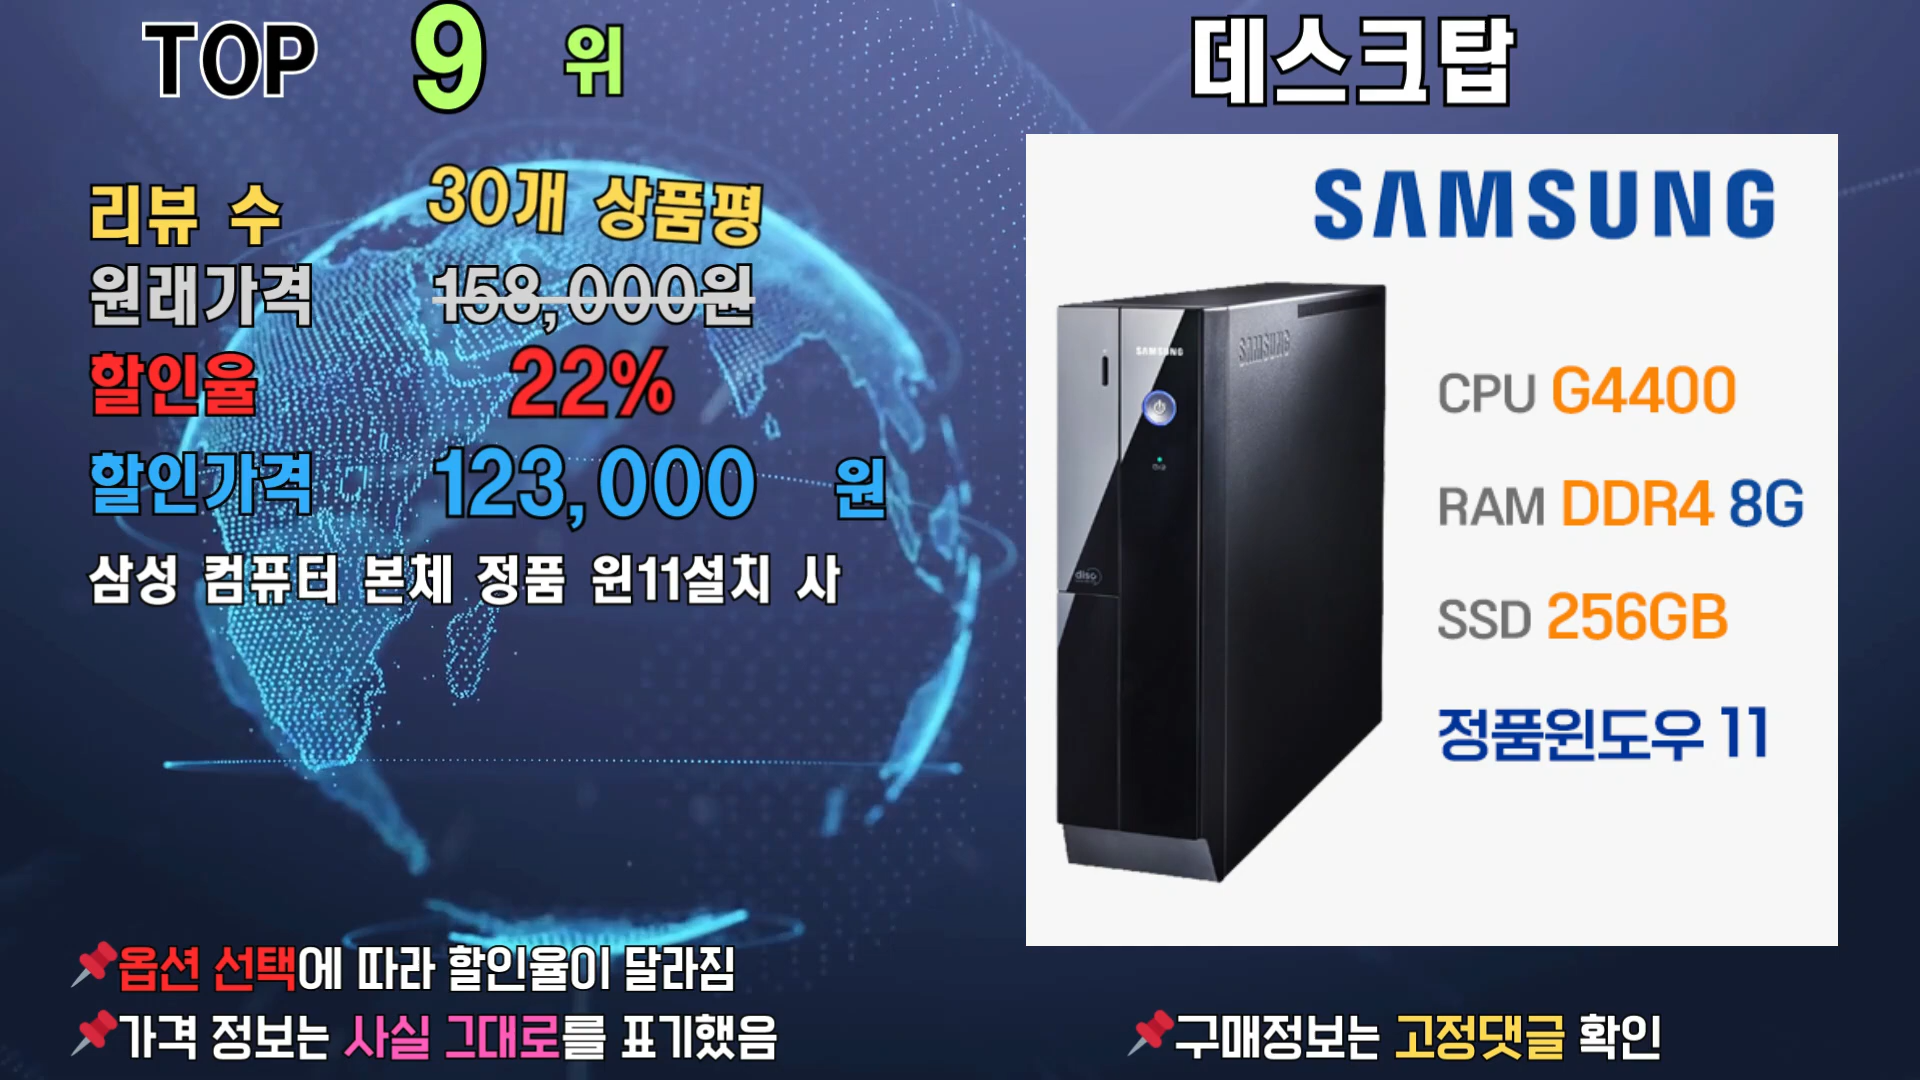 TOP 9 위
데스크탑
리뷰 수 30개 상품평
원래가격 158,000원
할인율 22%
할인가격 123,000 원
삼성 컴퓨터 본체 정품 윈11설치 사
SAMSUNG
SAMSUNG
SAMSUNG
disc
CPU G4400
RAM DDR4 8G
SSD 256GB
정품윈도우 11
📌옵션 선택에 따라 할인율이 달라짐
📌가격 정보는 사실 그대로를 표기했음
📌구매정보는 고정댓글 확인